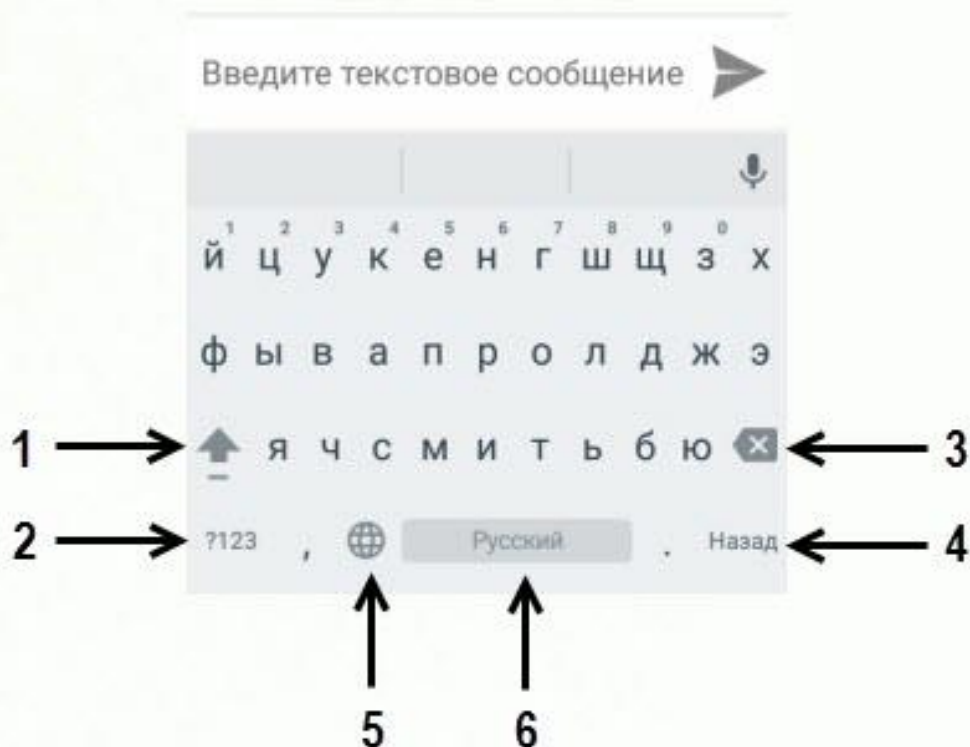 Введите текстовое сообщение
1 2 3 4 5 6 7 8 9 0
й ц у к е н г ш щ з х
ф ы в а п р о л д ж э
1 я ч с м и т ь б ю 3
2 ?123 , Русский . Назад 4
5 6